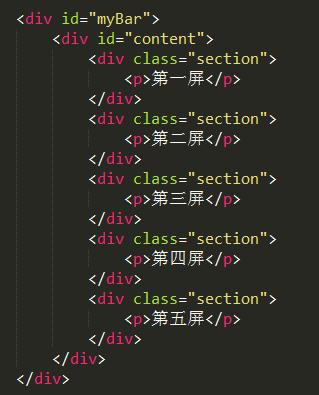 <div id="myBar">
    <div id="content">
        <div class="section">
            <p>第一屏</p>
        </div>
        <div class="section">
            <p>第二屏</p>
        </div>
        <div class="section">
            <p>第三屏</p>
        </div>
        <div class="section">
            <p>第四屏</p>
        </div>
        <div class="section">
            <p>第五屏</p>
        </div>
    </div>
</div>